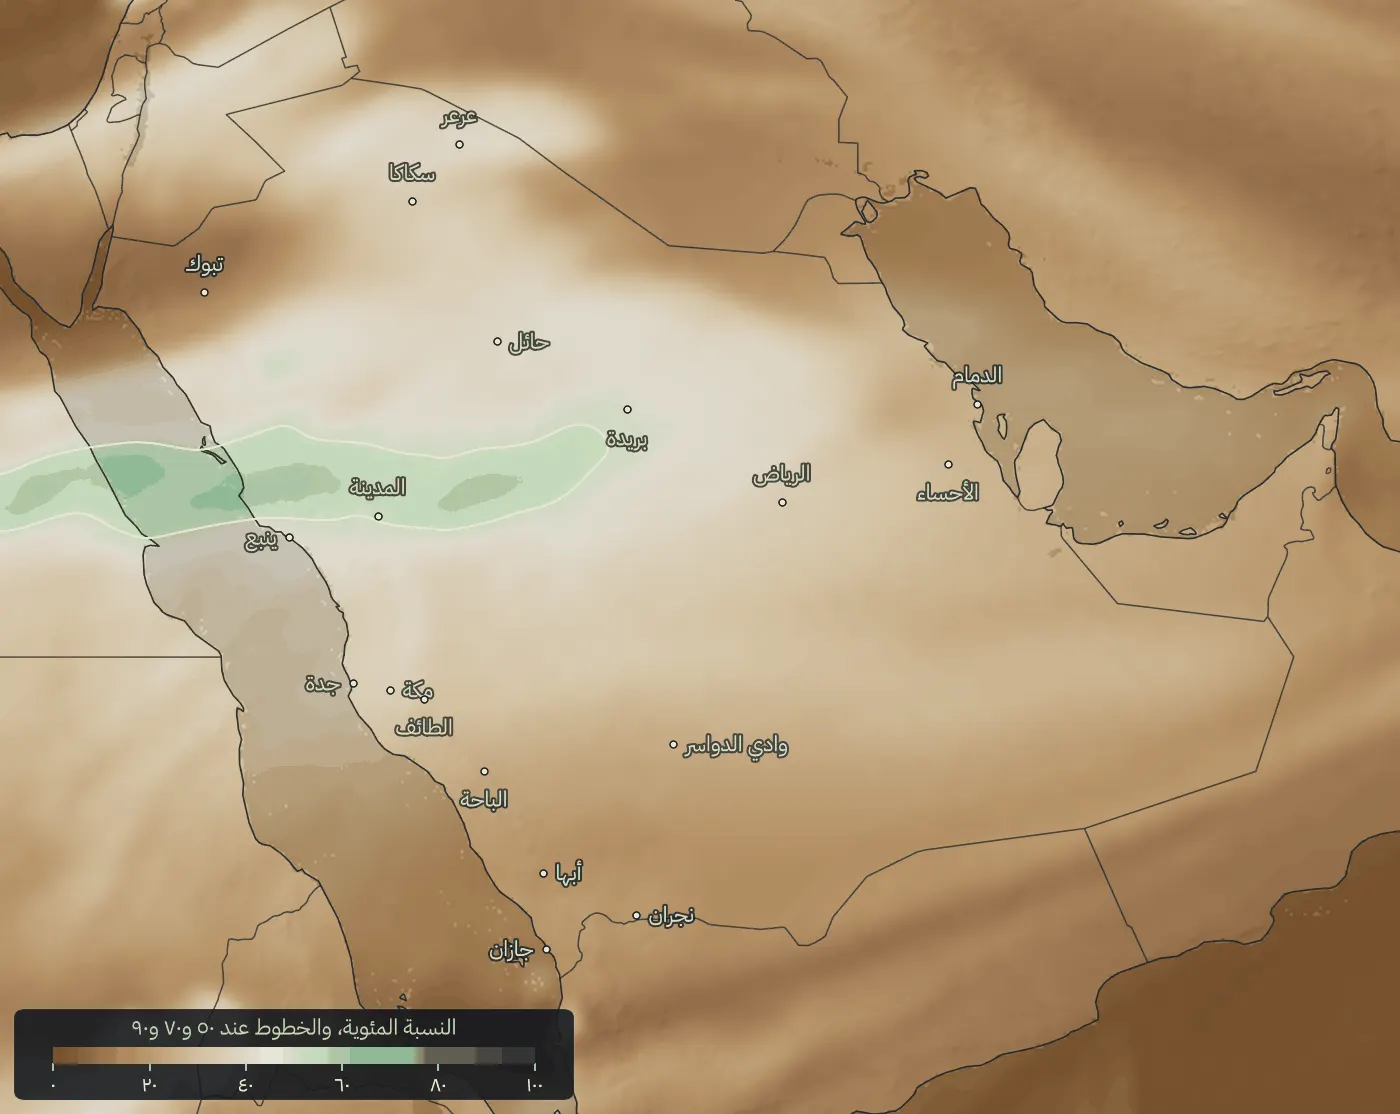 عرعر
سكاكا
تبوك
حائل
الدمام
بريدة
الرياض
المدينة
الأحساء
ينبع
جدة
مكة
الطائف
وادي الدواسر
الباحة
أبها
نجران
جازان
النسبة المئوية، والخطوط عند ٥٠ و٧٠ و٩٠
٠ ٢٠ ٤٠ ٦٠ ٨٠ ١٠٠